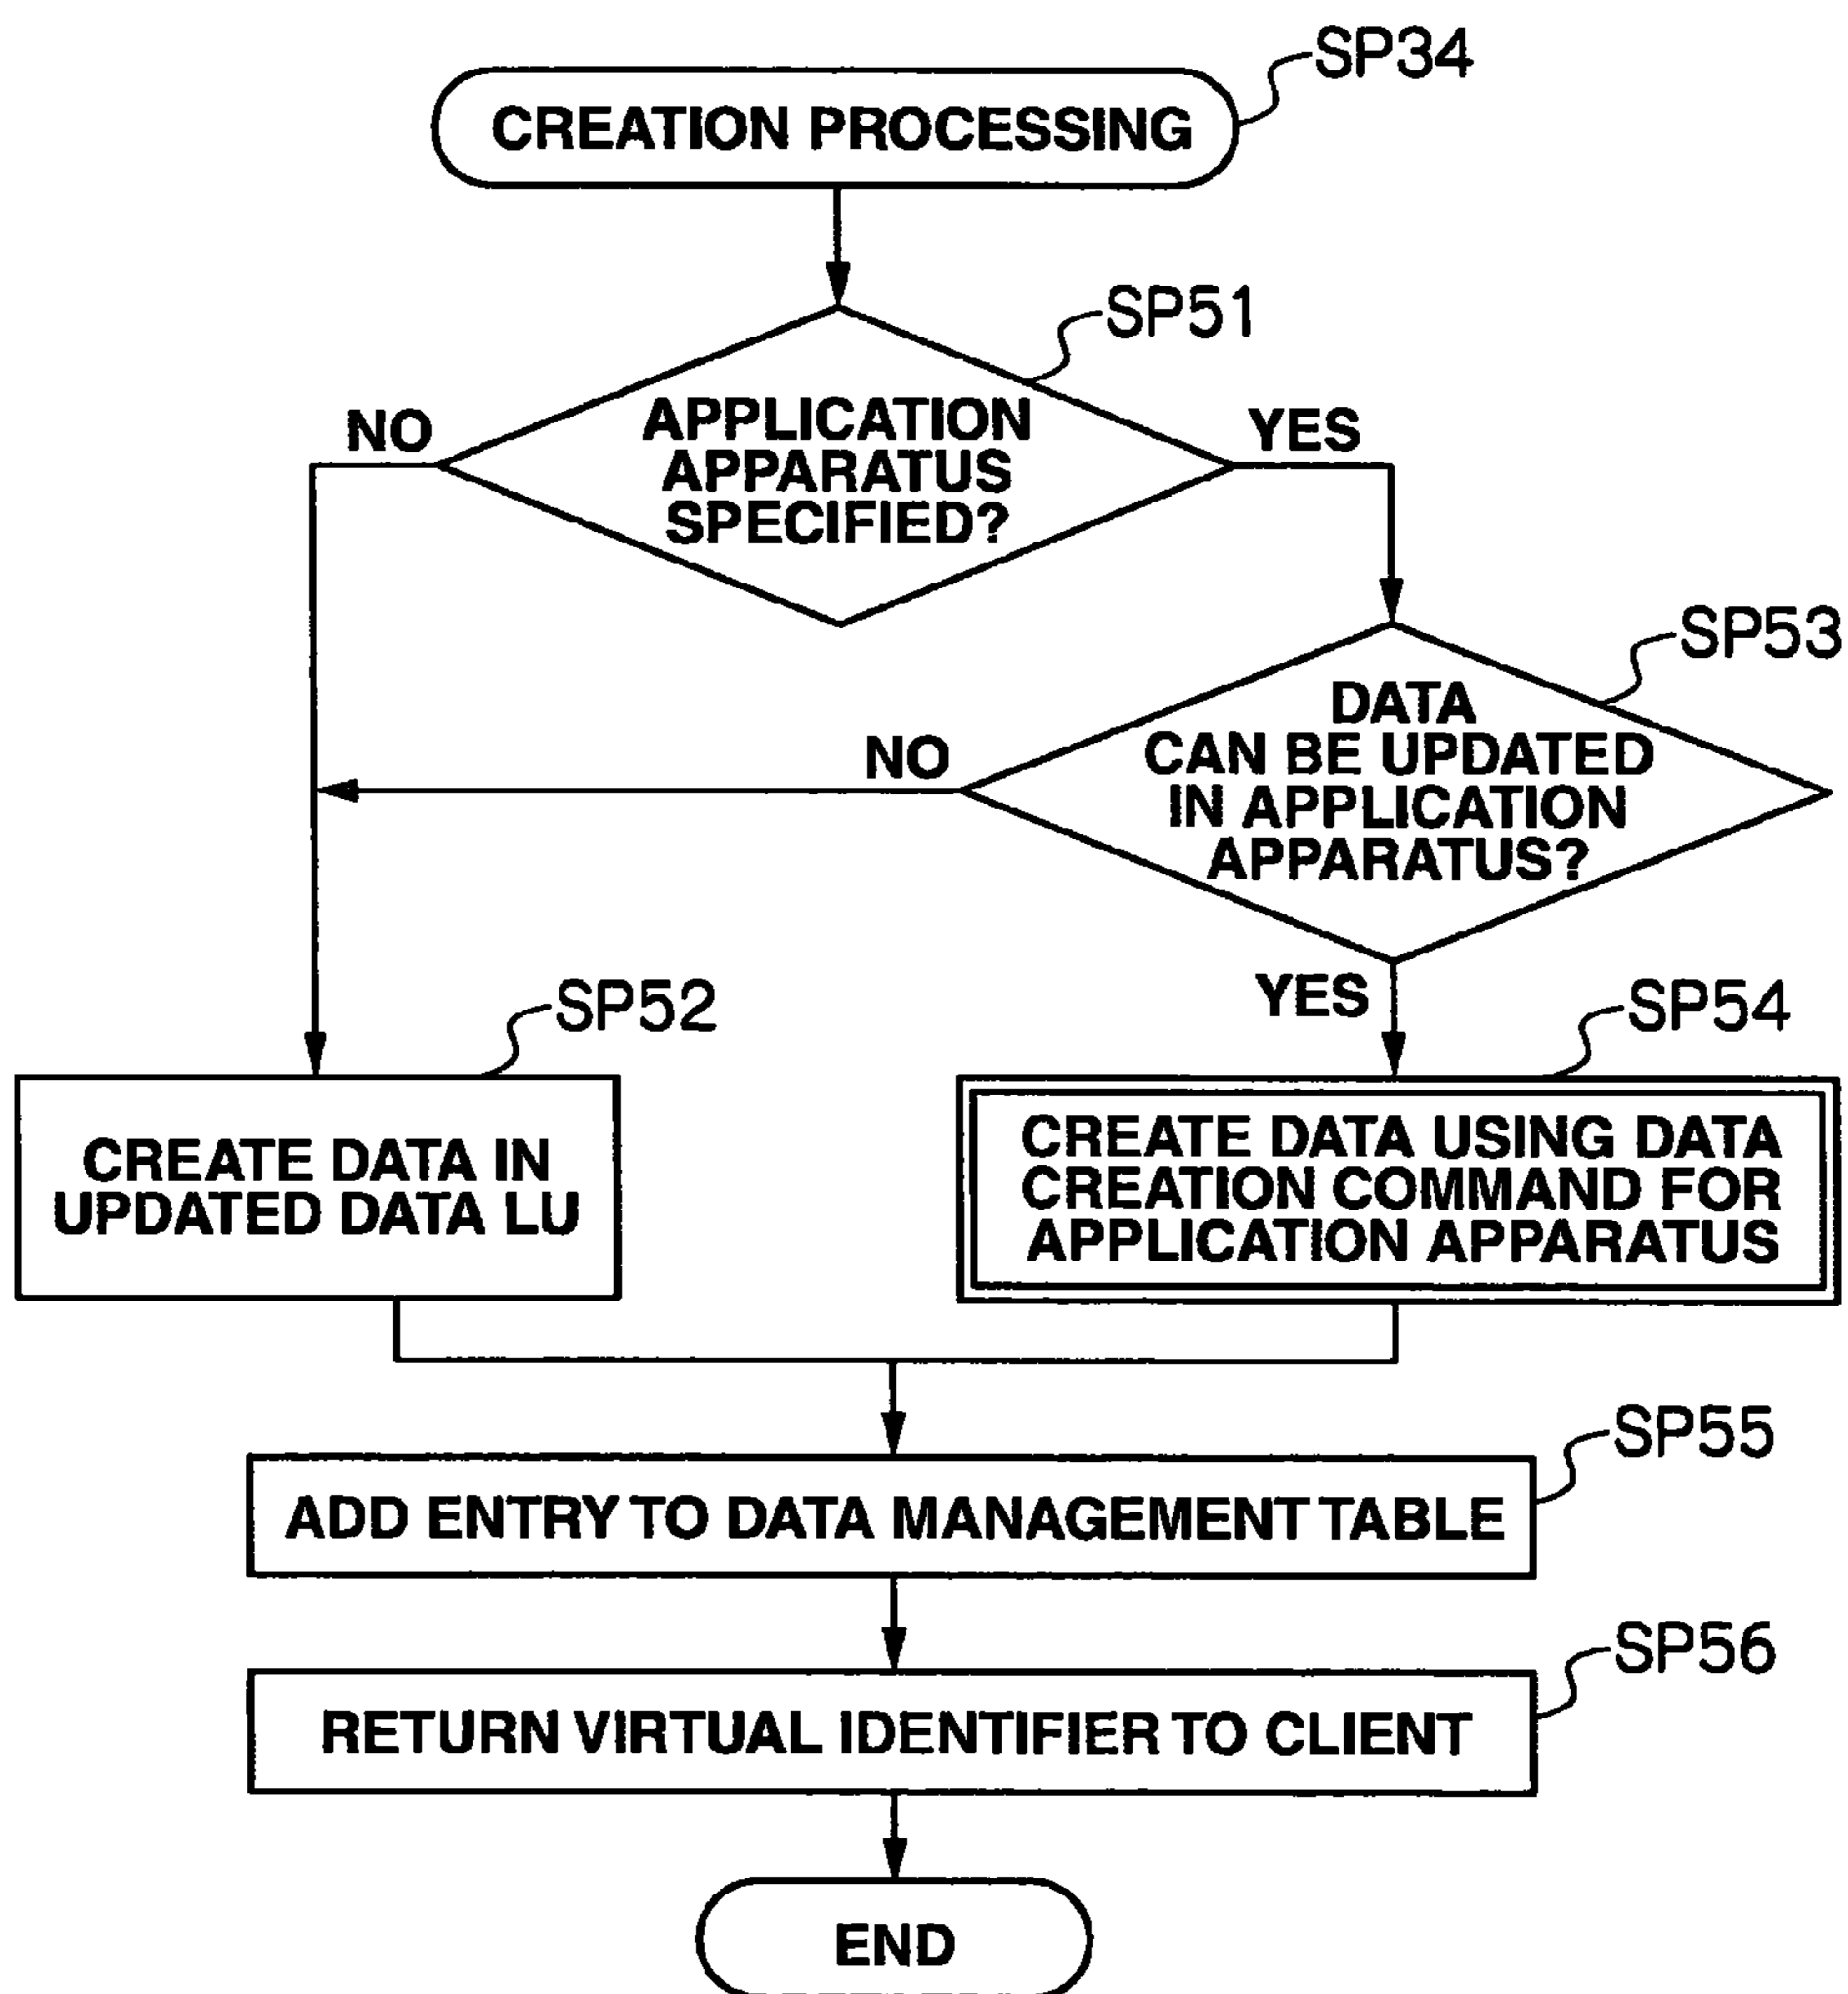 SP34
CREATION PROCESSING
SP51
APPLICATION
APPARATUS
SPECIFIED?
NO
YES
SP53
DATA
CAN BE UPDATED
IN APPLICATION
APPARATUS?
NO
YES
SP52
CREATE DATA IN
UPDATED DATA LU
SP54
CREATE DATA USING DATA
CREATION COMMAND FOR
APPLICATION APPARATUS
SP55
ADD ENTRY TO DATA MANAGEMENT TABLE
SP56
RETURN VIRTUAL IDENTIFIER TO CLIENT
END